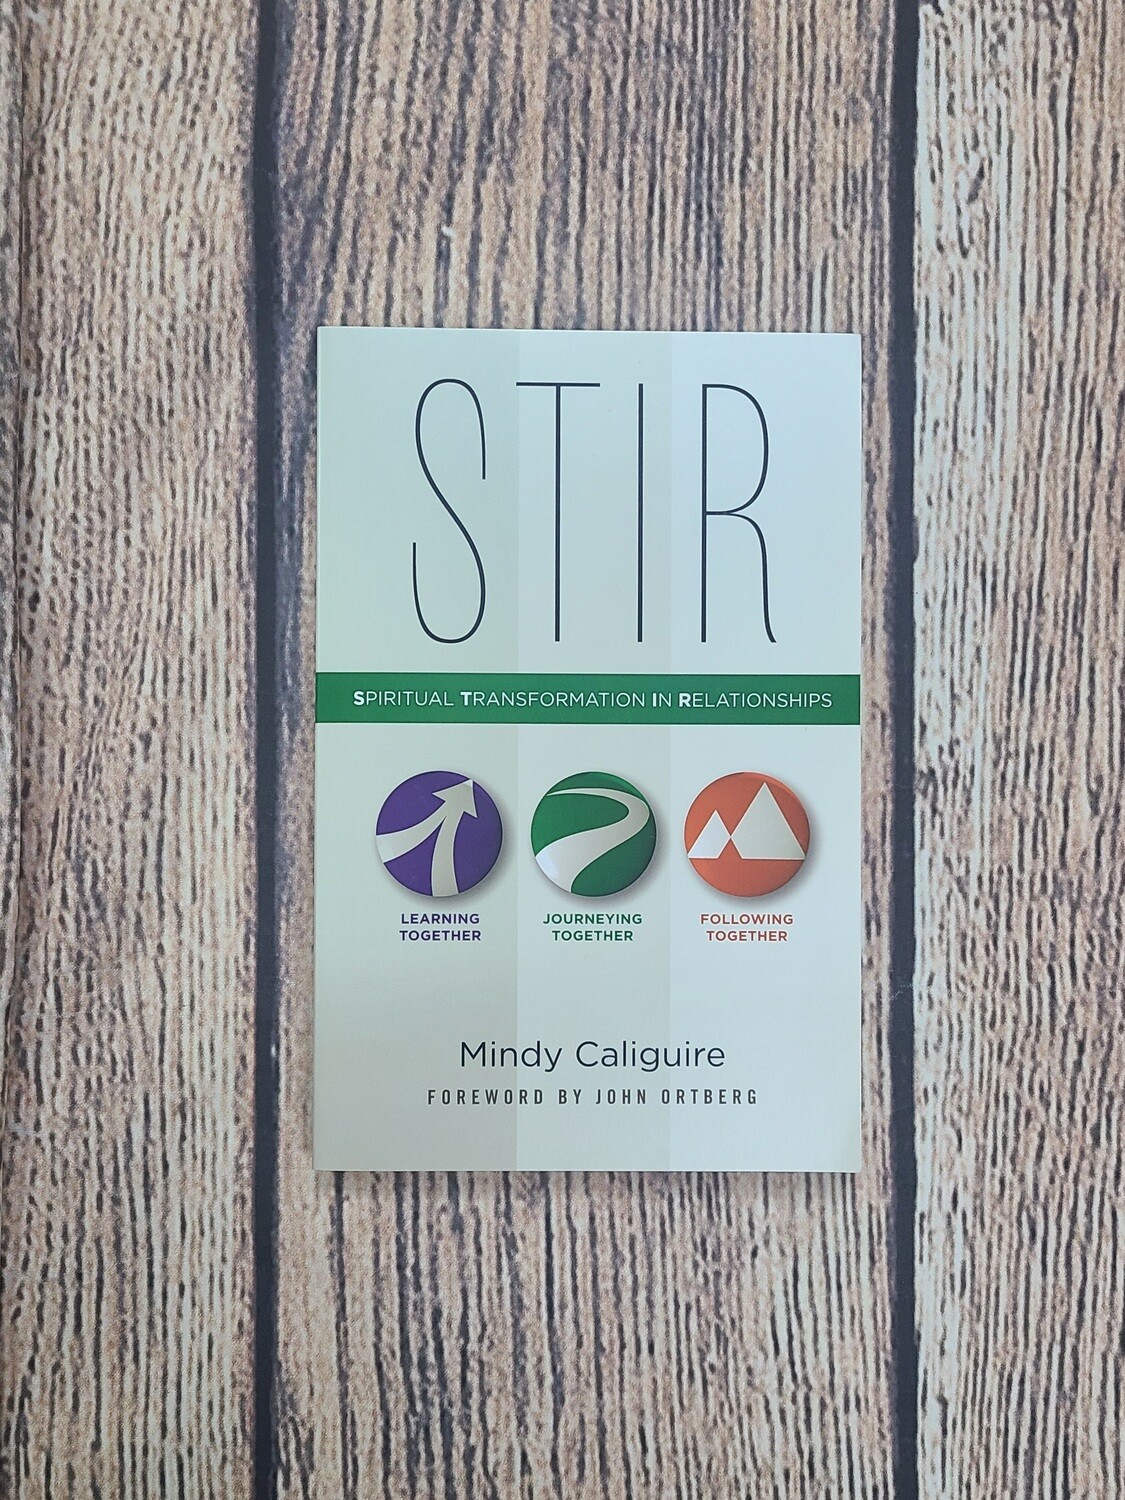 STIR
SPIRITUAL TRANSFORMATION IN RELATIONSHIPS
LEARNING
TOGETHER
JOURNEYING
TOGETHER
FOLLOWING
TOGETHER
Mindy Caliguire
FOREWORD BY JOHN ORTBERG